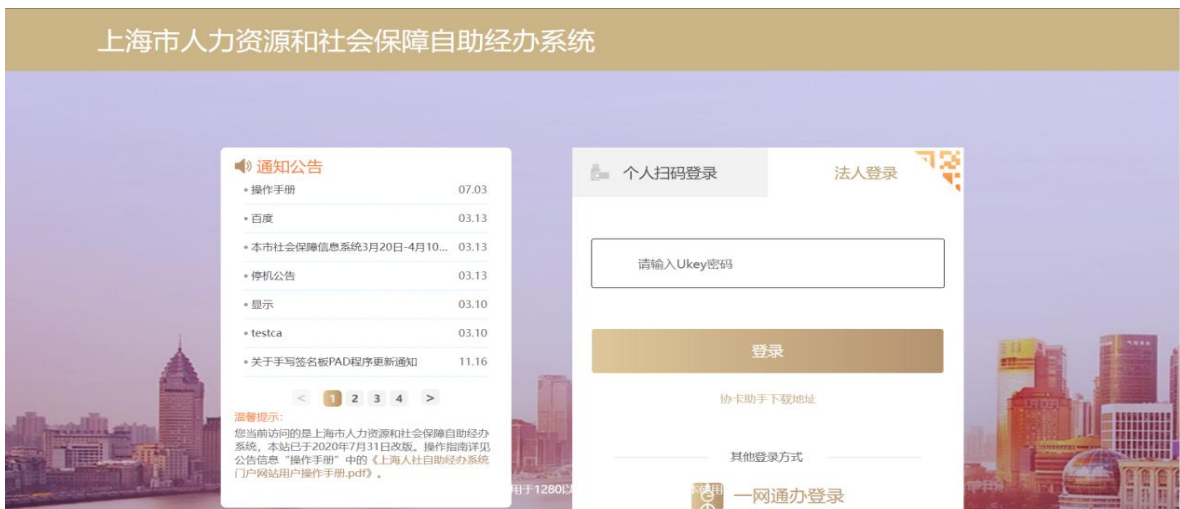 上海市人力资源和社会保障自助经办系统
通知公告
•操作手册 07.03
•百度 03.13
•本市社会保障信息系统3月20日-4月10... 03.13
•停机公告 03.13
•显示 03.10
•testca 03.10
•关于手写签名板PAD程序更新通知 11.16
< 1 2 3 4 >
温馨提示:
您当前访问的是上海市人力资源和社会保障自助经办
系统，本站已于2020年7月31日改版。操作指南详见
公告信息“操作手册”中的《上海人社自助经办系统
门户网站用户操作手册.pdf》。
个人扫码登录 法人登录
请输入Ukey密码
登录
协卡助手下载地址
其他登录方式
一网通办登录
用于1280以